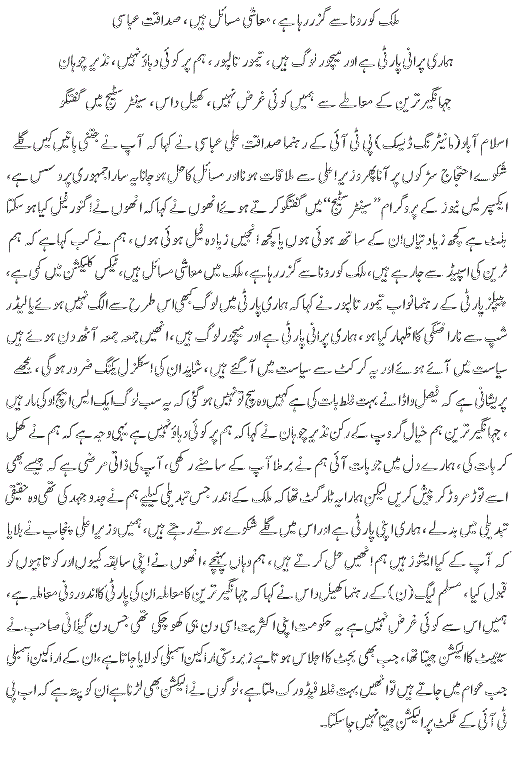 ملک کورونا سے گزر رہا ہے، معاشی مسائل ہیں، صداقت عباسی
ہماری پرانی پارٹی ہے اور میچور لوگ ہیں، تیمور تالپور، ہم پر کوئی دباؤ نہیں، نذیر چوہان
جہانگیر ترین کے معاملے سے ہمیں کوئی غرض نہیں، کھیل داس، سینٹر سٹیج میں گفتگو
اسلام آباد (مانیٹرنگ ڈیسک) پی ٹی آئی کے رہنما صداقت علی عباسی نے کہا کہ آپ نے جتنی باتیں کیں گلے
شکوے احتجاج سڑکوں پر آنا پھر وزیراعلی سے ملاقات ہونا اور مسائل کا حل ہو جانا یہ سارا جمہوری پروسس ہے،
ایکسپریس نیوز کے پروگرام ”سینٹر سٹیج“ میں گفتگو کرتے ہوئے انھوں نے کہا کہ انھوں نے اگنور فیل کیا ہو سکتا
ہے کچھ زیادتیاں ان کے ساتھ ہوئی ہوں یا کچھ انھیں زیادہ فیل ہوئی ہوں، ہم نے کب کہا ہے کہ ہم
ٹرین کی اسپیڈ سے جا رہے ہیں، ملک کورونا سے گزر رہا ہے، ملک میں معاشی مسائل ہیں، ٹیکس کلیکشن میں کمی ہے،
پیپلز پارٹی کے رہنما نواب تیمور تالپور نے کہا کہ ہماری پارٹی میں لوگ کبھی اس طرح سے الگ نہیں ہوئے یا لیڈر
شپ سے ناراضگی کا اظہار کیا ہو، ہماری پرانی پارٹی ہے اور میچور لوگ ہیں، انھیں جمعہ جمعہ آٹھ دن ہوئے ہیں
سیاست میں آئے ہوئے اور یہ کرکٹ سے سیاست میں آ گئے ہیں، شاید ان کی اسکلز لیکنگ ضرور ہو گی، مجھے
پریشانی ہے کہ فیصل واڈا نے بہت غلط بات کی ہے کہیں وہ سچ تو نہیں ہو گئی کہ یہ سب لوگ ایک ایس ایچ او کی مار ہیں
، جہانگیر ترین ہم خیال گروپ کے رکن نذیر چوہان نے کہا کہ ہم پر کوئی دباؤ نہیں ہے یہی وجہ ہے کہ ہم نے کھل
کر بات کی، ہمارے دل میں جو بات آئی ہم نے برملا آپ کے سامنے رکھی، آپ کی ذاتی مرضی ہے کہ جیسے بھی
اسے توڑ مروڑ کر پیش کریں لیکن ہمارا یہ ٹارگٹ تھا کہ ملک کے اندر جس تبدیلی کیلیے ہم نے جدوجہد کی تھی وہ حقیقی
تبدیلی میں بدلے، ہماری اپنی پارٹی ہے اور اس میں گلے شکوے ہوتے رہتے ہیں، ہمیں وزیراعلی پنجاب نے بلایا
کہ آپ کے کیا ایشوز ہیں ہم انھیں حل کرتے ہیں، ہم وہاں پہنچے، انھوں نے اپنی سابقہ کمیوں اور کوتاہیوں کو
قبول کیا، مسلم لیگ (ن) کے رہنما کھیل داس نے کہا کہ جہانگیر ترین کا معاملہ ان کی پارٹی کا اندرونی معاملہ ہے،
ہمیں اس سے کوئی غرض نہیں ہے یہ حکومت اپنی اکثریت اسی دن ہی کھو چکی تھی جس دن گیلانی صاحب نے
سینیٹ کا الیکشن جیتا تھا، جب بھی بجٹ کا اجلاس ہوتا ہے زبردستی اراکین اسمبلی کو لایا جاتا ہے، ان کے اراکین اسمبلی
جب عوام میں جاتے ہیں تو انھیں بہت غلط فیڈ بیک ملتا ہے، لوگوں نے الیکشن بھی لڑنا ہے ان کو پتہ ہے کہ اب پی
ٹی آئی کے ٹکٹ پر الیکشن جیتا نہیں جا سکتا۔